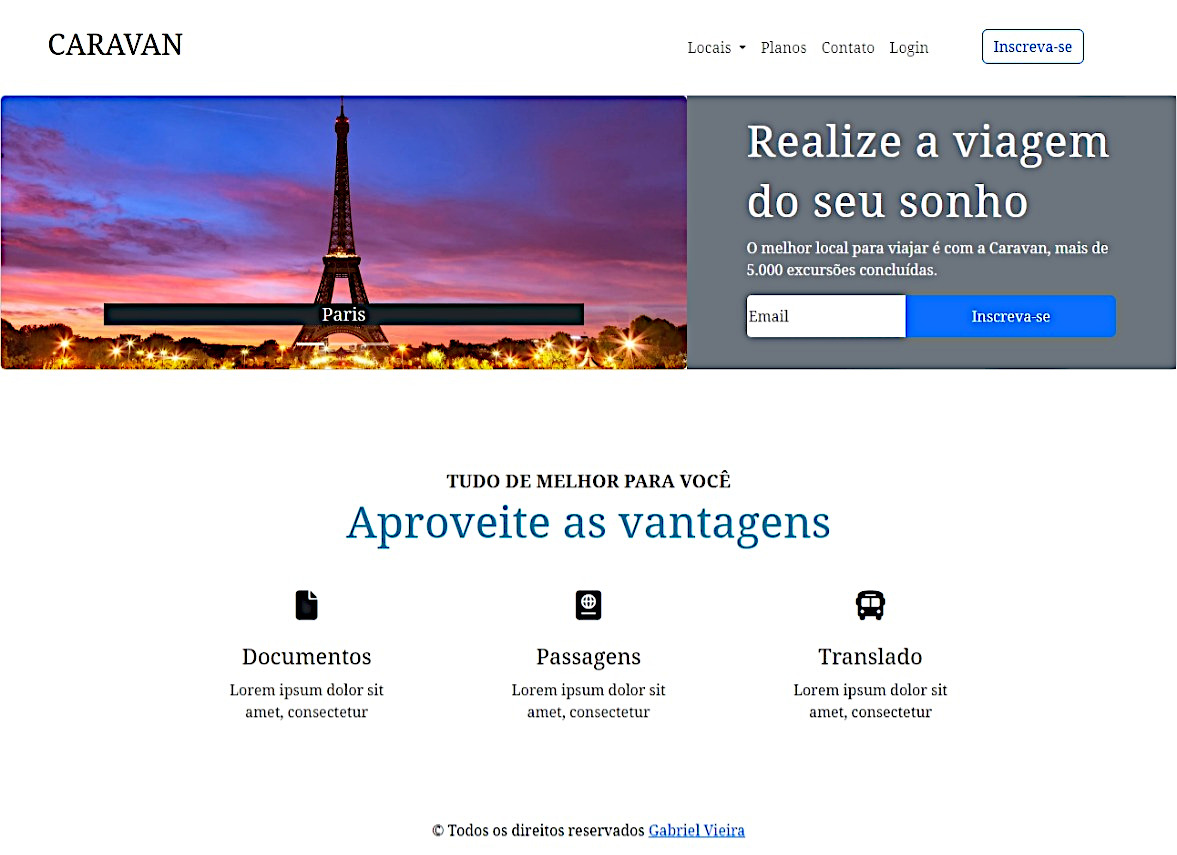 CARAVAN
Locais Planos Contato Login Inscreva-se
Paris
Realize a viagem
do seu sonho
O melhor local para viajar é com a Caravan, mais de
5.000 excursões concluídas.
Email Inscreva-se
TUDO DE MELHOR PARA VOCÊ
Aproveite as vantagens
Documentos
Lorem ipsum dolor sit
amet, consectetur
Passagens
Lorem ipsum dolor sit
amet, consectetur
Translado
Lorem ipsum dolor sit
amet, consectetur
© Todos os direitos reservados Gabriel Vieira